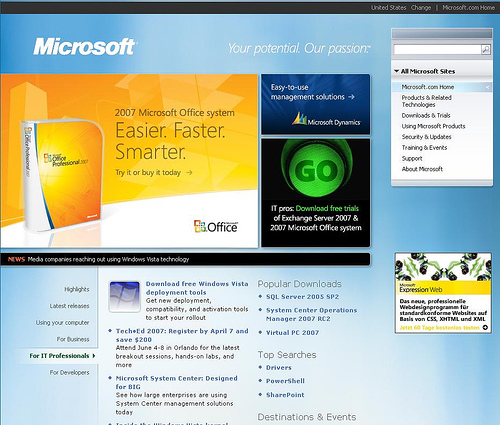 United States Change | Microsoft.com Home
Microsoft
Your potential. Our passion.™
2007 Microsoft Office system
Easier. Faster.
Smarter.
Try it or buy it today →
Office
Professional 2007
Office
Easy-to-use
management solutions →
Microsoft Dynamics
GO
IT pros: Download free trials
of Exchange Server 2007 &
2007 Microsoft Office system
All Microsoft Sites
Microsoft.com Home
Products & Related
Technologies
Downloads & Trials
Using Microsoft Products
Security & Updates
Training & Events
Support
About Microsoft
NEWS Media companies reaching out using Windows Vista technology
Highlights
Latest releases
Using your computer
For Business
For IT Professionals
For Developers
Download free Windows Vista
deployment tools
Get new deployment,
compatibility, and activation tools
to start your rollout
Tech•Ed 2007: Register by April 7 and
save $200
Attend June 4-8 in Orlando for the latest
breakout sessions, hands-on labs, and
more
Microsoft System Center: Designed
for BIG
See how large enterprises are using
System Center management solutions
today
Inside the Windows Vista kernel
Popular Downloads
SQL Server 2005 SP2
System Center Operations
Manager 2007 RC2
Virtual PC 2007
Top Searches
Drivers
PowerShell
SharePoint
Destinations & Events
Microsoft
Expression Web
Das neue, professionelle
Webdesignprogramm für
standardkonforme Websites auf
Basis von CSS, XHTML und XML
Jetzt 60 Tage kostenlos testen